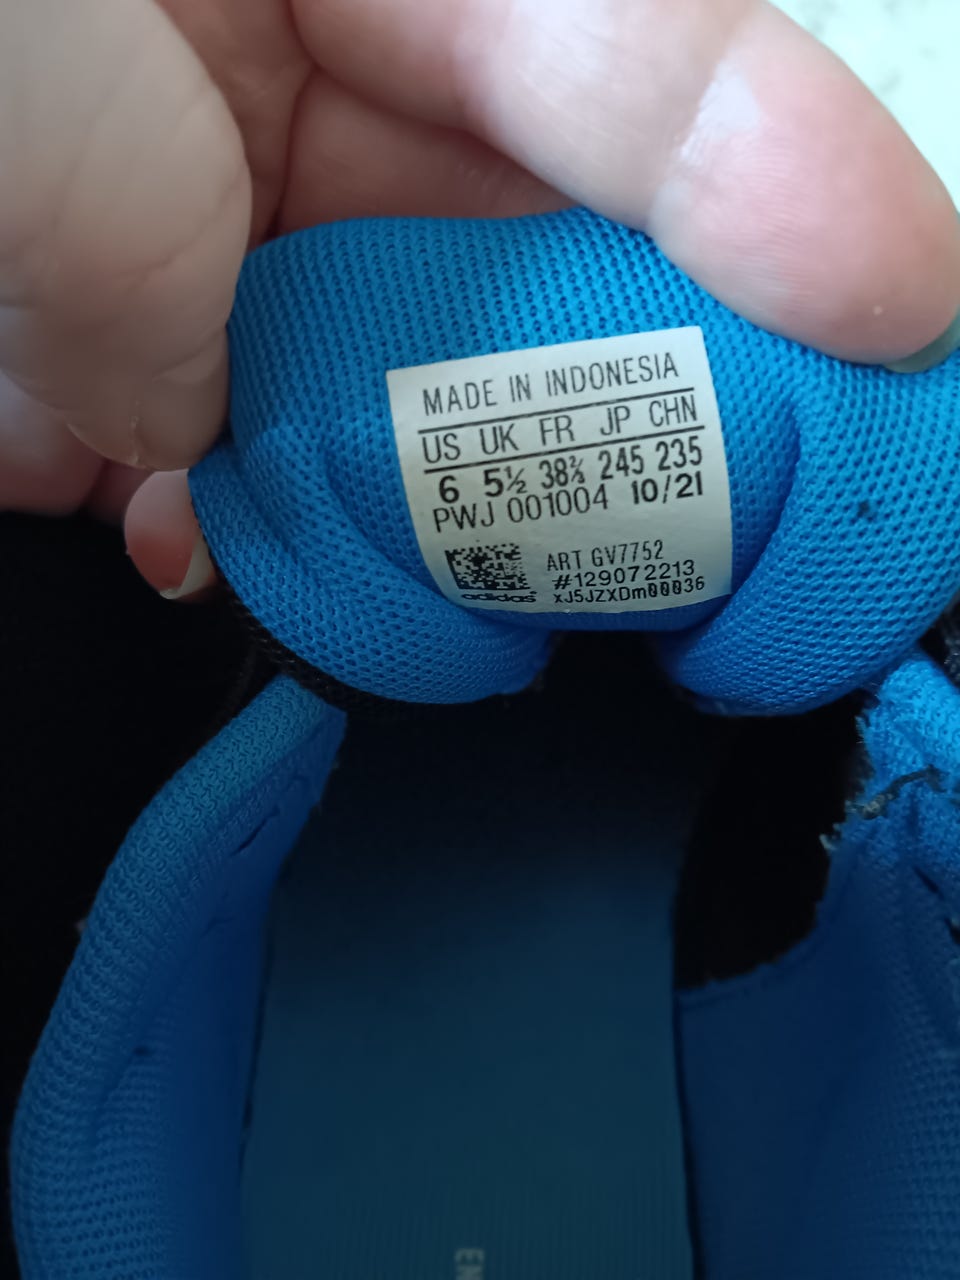 MADE IN INDONESIA
US UK FR JP CHN
6 5½ 38⅔ 245 235
PWJ 001004 10/21
ART GV7752
#129072213
xJ5JZXDm00036
adidas
EN